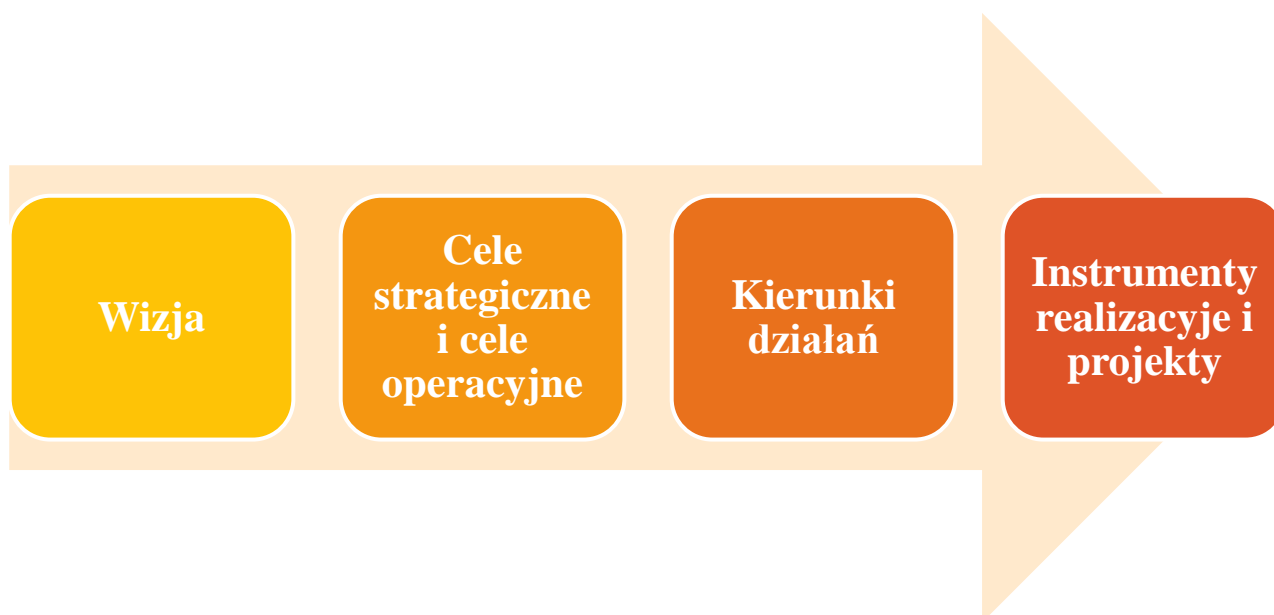 Wizja
Cele
strategiczne
i cele
operacyjne
Kierunki
działań
Instrumenty
realizacyje i
projekty